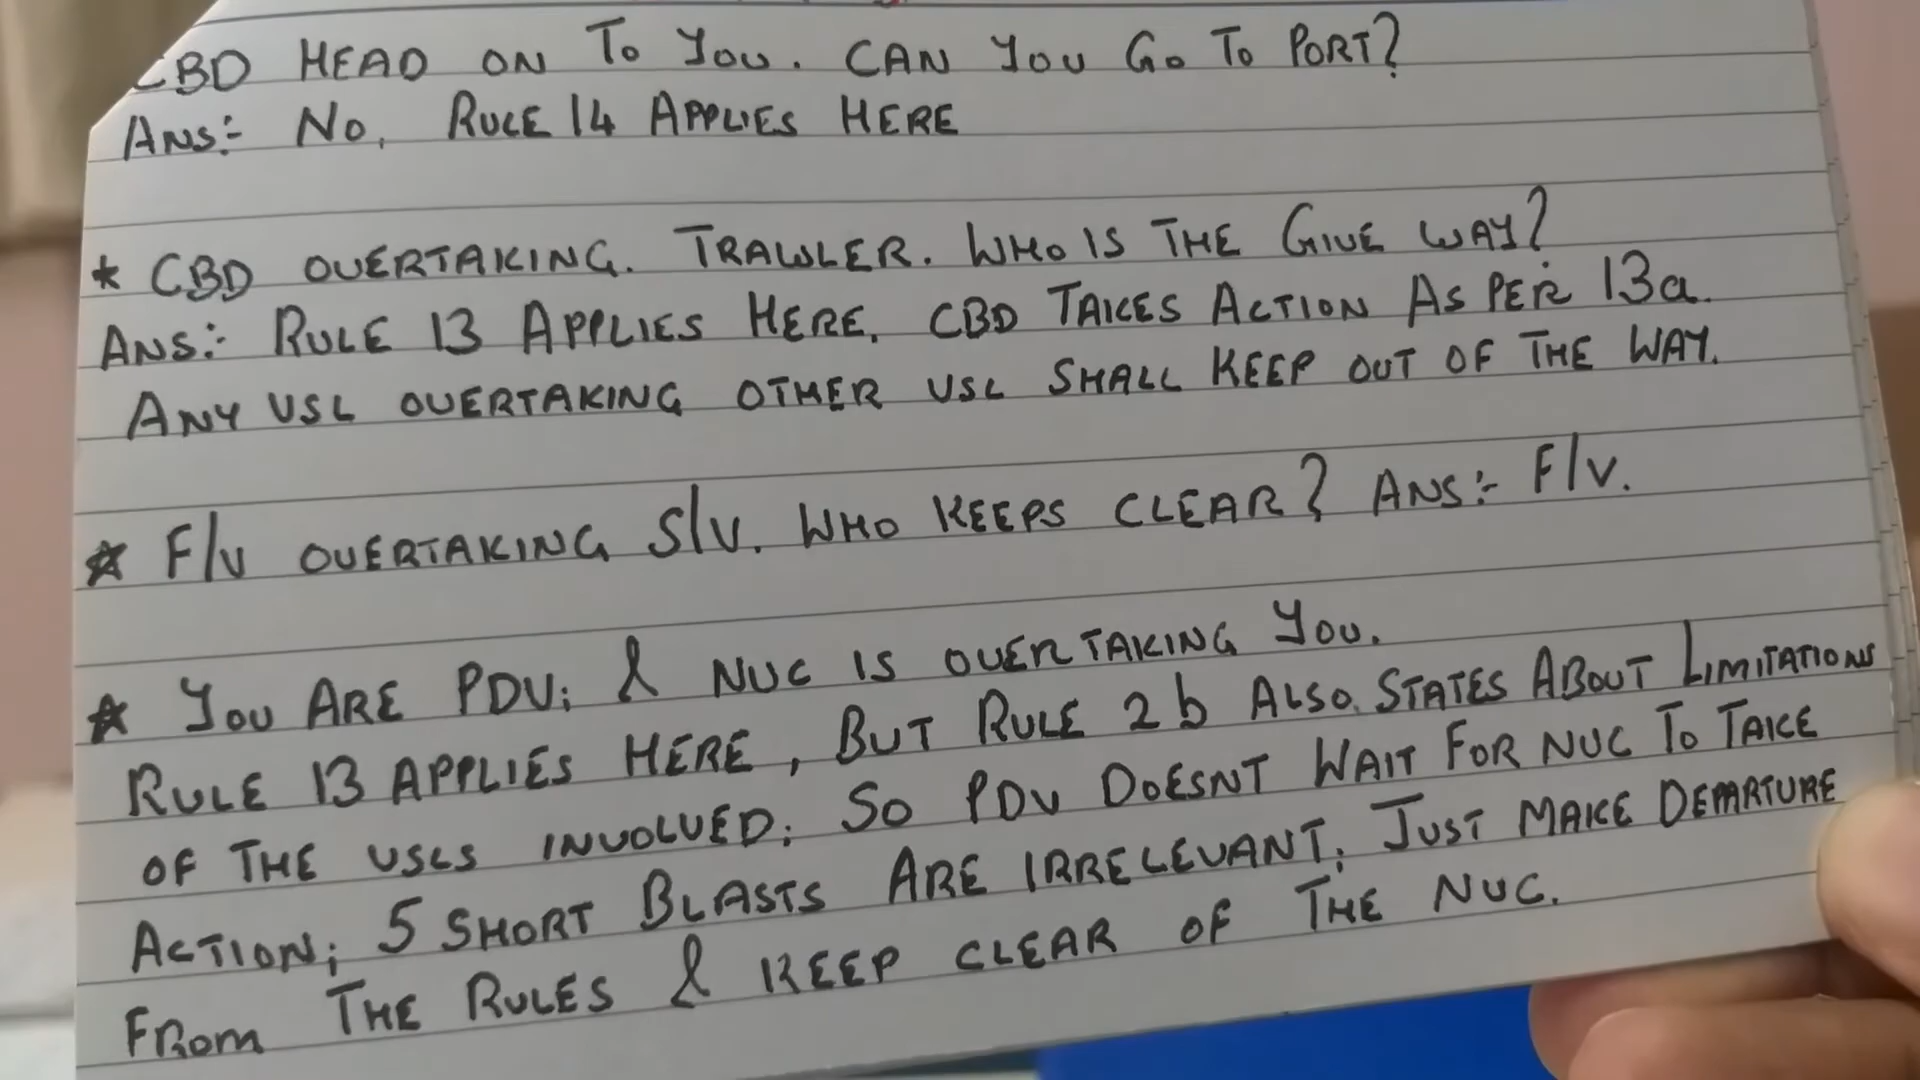 CBD HEAD ON TO YOU. CAN YOU GO TO PORT?
ANS:- NO, RULE 14 APPLIES HERE
* CBD OVERTAKING. TRAWLER. WHO IS THE GIVE WAY?
ANS:- RULE 13 APPLIES HERE. CBD TAKES ACTION AS PER 13a.
ANY VSL OVERTAKING OTHER VSL SHALL KEEP OUT OF THE WAY.
* F/V OVERTAKING S/V. WHO KEEPS CLEAR? ANS:- F/V.
* YOU ARE PDV; & NUC IS OVERTAKING YOU.
RULE 13 APPLIES HERE, BUT RULE 2b ALSO STATES ABOUT LIMITATIONS
OF THE VSLS INVOLVED; SO PDV DOESNT WAIT FOR NUC TO TAKE
ACTION; 5 SHORT BLASTS ARE IRRELEVANT; JUST MAKE DEPARTURE
FROM THE RULES & KEEP CLEAR OF THE NUC.